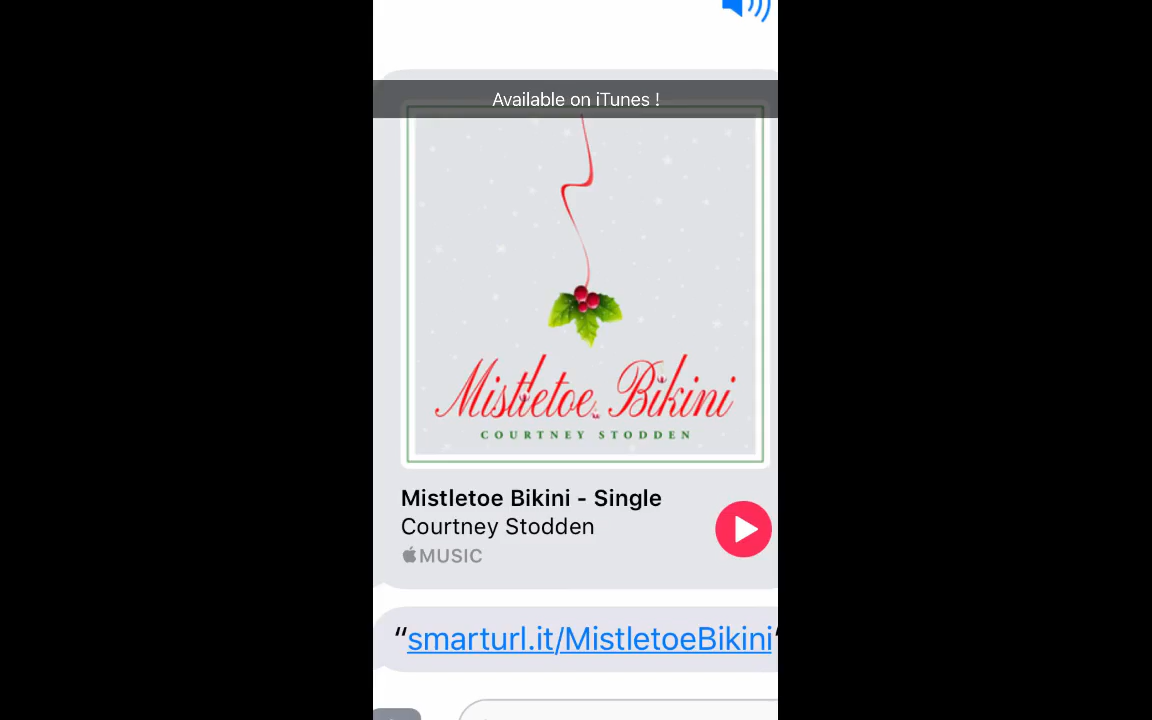 Available on iTunes !
Mistletoe Bikini
COURTNEY STODDEN
Mistletoe Bikini - Single
Courtney Stodden
MUSIC
“smarturl.it/MistletoeBikini“